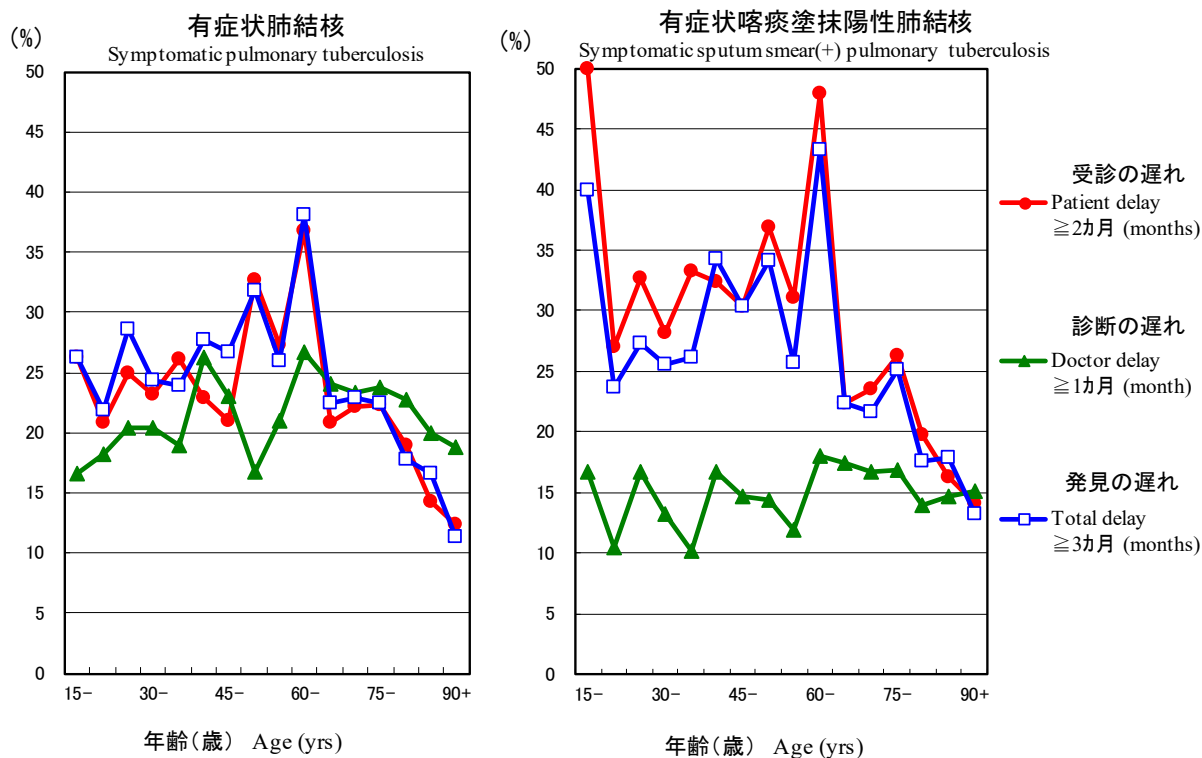 有症状肺結核
(%)
Symptomatic pulmonary tuberculosis
50
45
40
35
30
25
20
15
10
5
0
15-
30-
45-
60-
75-
90+
年齢(歳) Age (yrs)
有症状喀痰塗抹陽性肺結核
(%)
Symptomatic sputum smear(+) pulmonary tuberculosis
50
45
40
35
30
25
20
15
10
5
0
15-
30-
45-
60-
75-
90+
年齢(歳) Age (yrs)
受診の遅れ
Patient delay
≧2カ月 (months)
診断の遅れ
Doctor delay
≧1カ月 (month)
発見の遅れ
Total delay
≧3カ月 (months)